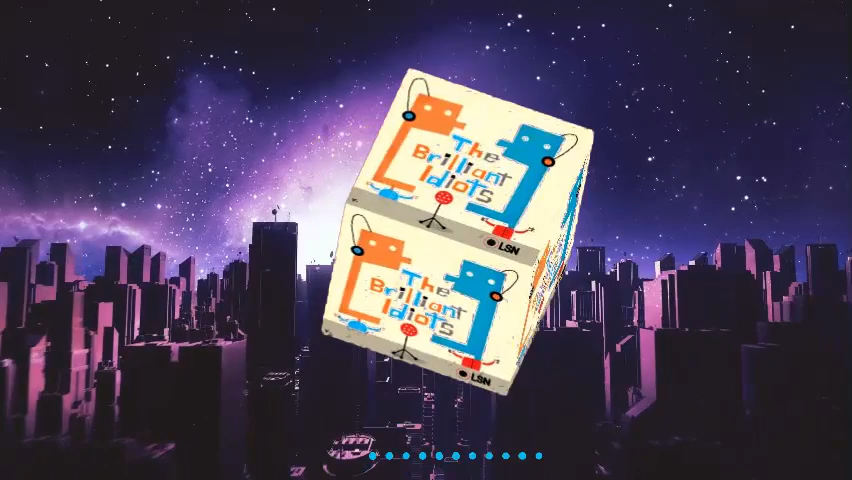 The
Brilliant
Idiots
LSN
The
Brilliant
Idiots
LSN